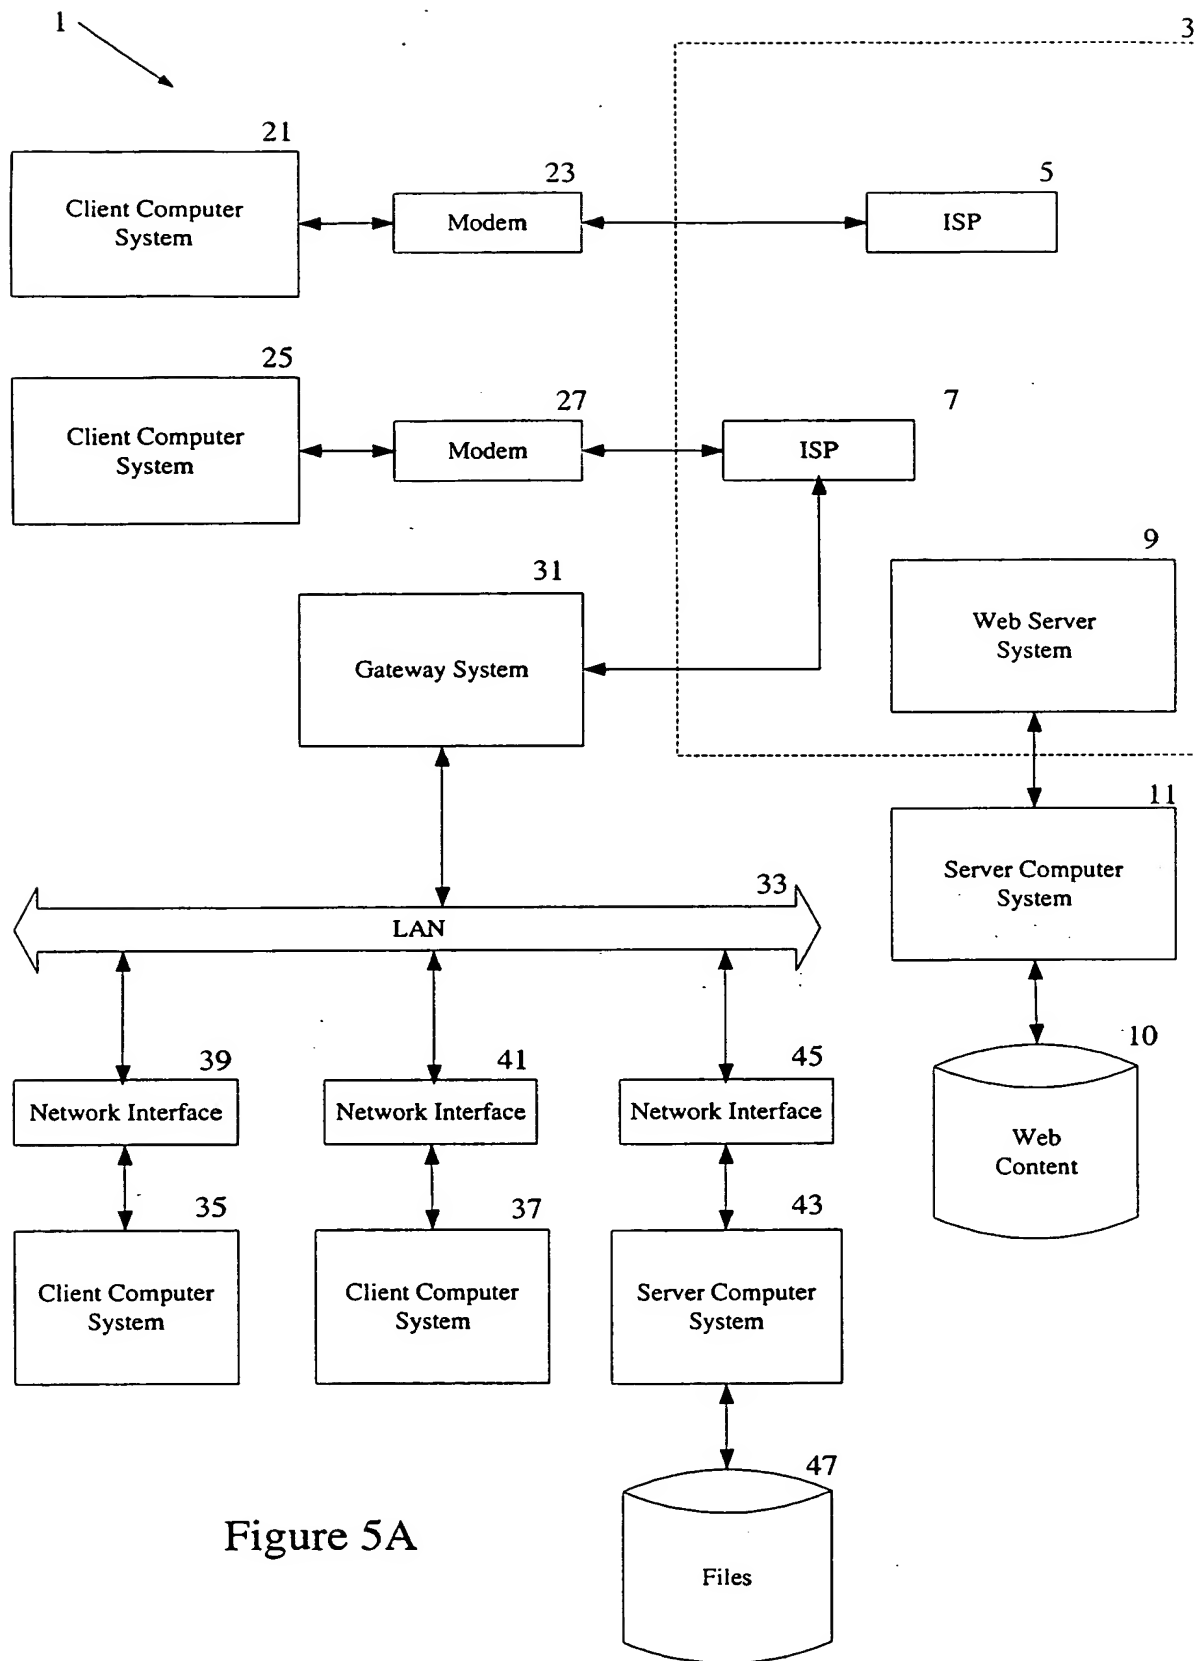 1
3
21
Client Computer
System
23
Modem
5
ISP
25
Client Computer
System
27
Modem
7
ISP
31
Gateway System
9
Web Server
System
11
Server Computer
System
33
LAN
10
Web
Content
39
Network Interface
41
Network Interface
45
Network Interface
35
Client Computer
System
37
Client Computer
System
43
Server Computer
System
47
Files
Figure 5A